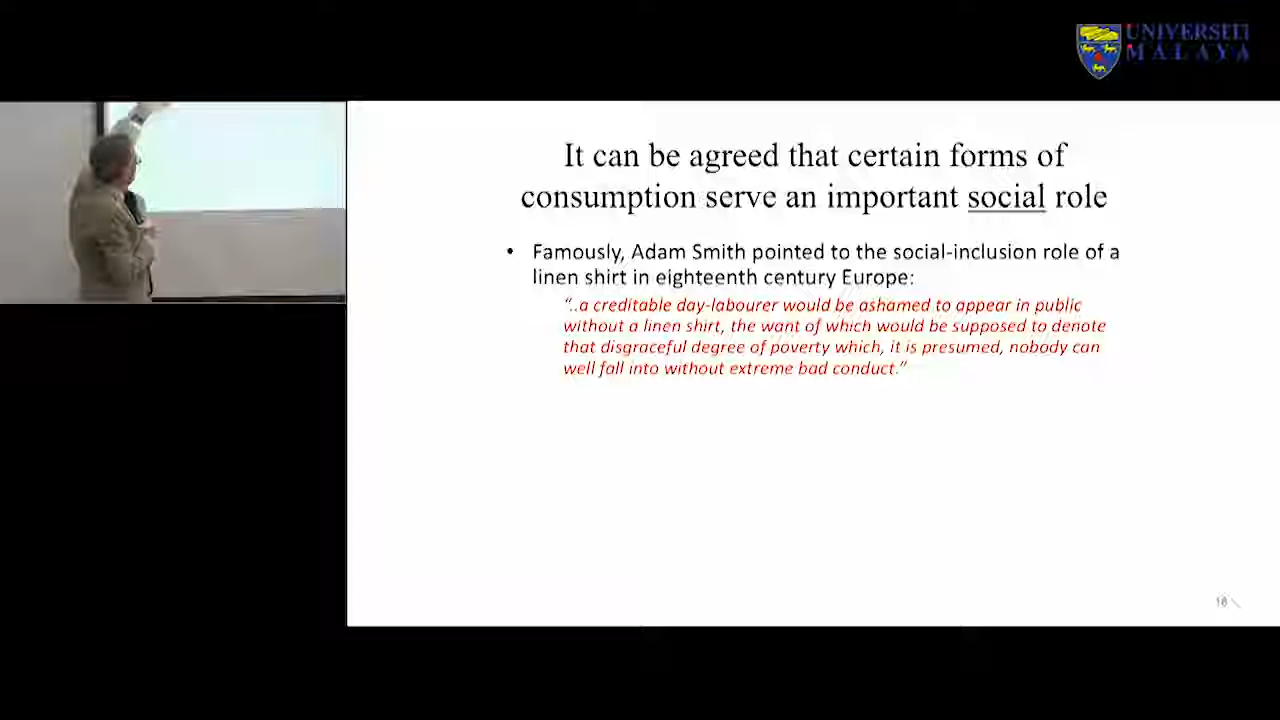 UNIVERSITI
MALAYA
It can be agreed that certain forms of
consumption serve an important social role
• Famously, Adam Smith pointed to the social-inclusion role of a
linen shirt in eighteenth century Europe:
“..a creditable day-labourer would be ashamed to appear in public
without a linen shirt, the want of which would be supposed to denote
that disgraceful degree of poverty which, it is presumed, nobody can
well fall into without extreme bad conduct.”